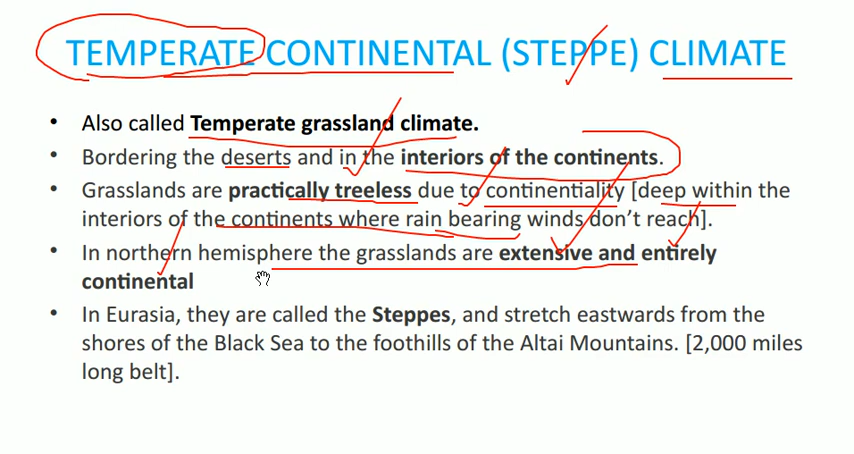 TEMPERATE CONTINENTAL (STEPPE) CLIMATE
• Also called Temperate grassland climate.
• Bordering the deserts and in the interiors of the continents.
• Grasslands are practically treeless due to continentiality [deep within the
interiors of the continents where rain bearing winds don't reach].
• In northern hemisphere the grasslands are extensive and entirely
continental
• In Eurasia, they are called the Steppes, and stretch eastwards from the
shores of the Black Sea to the foothills of the Altai Mountains. [2,000 miles
long belt].